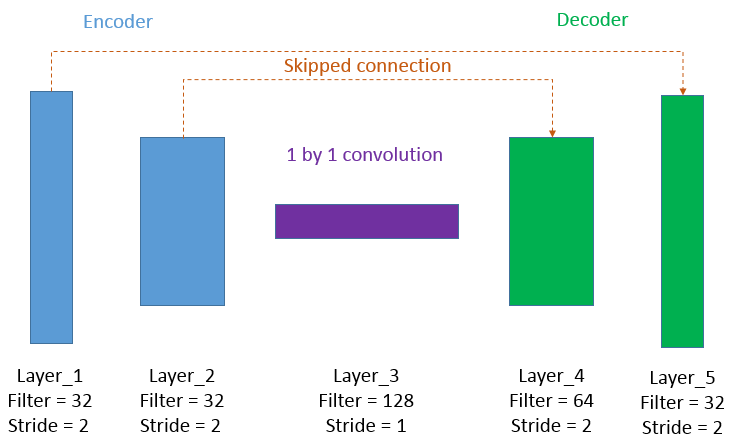 Encoder
Decoder
Skipped connection
1 by 1 convolution
Layer_1
Filter = 32
Stride = 2
Layer_2
Filter = 32
Stride = 2
Layer_3
Filter = 128
Stride = 1
Layer_4
Filter = 64
Stride = 2
Layer_5
Filter = 32
Stride = 2